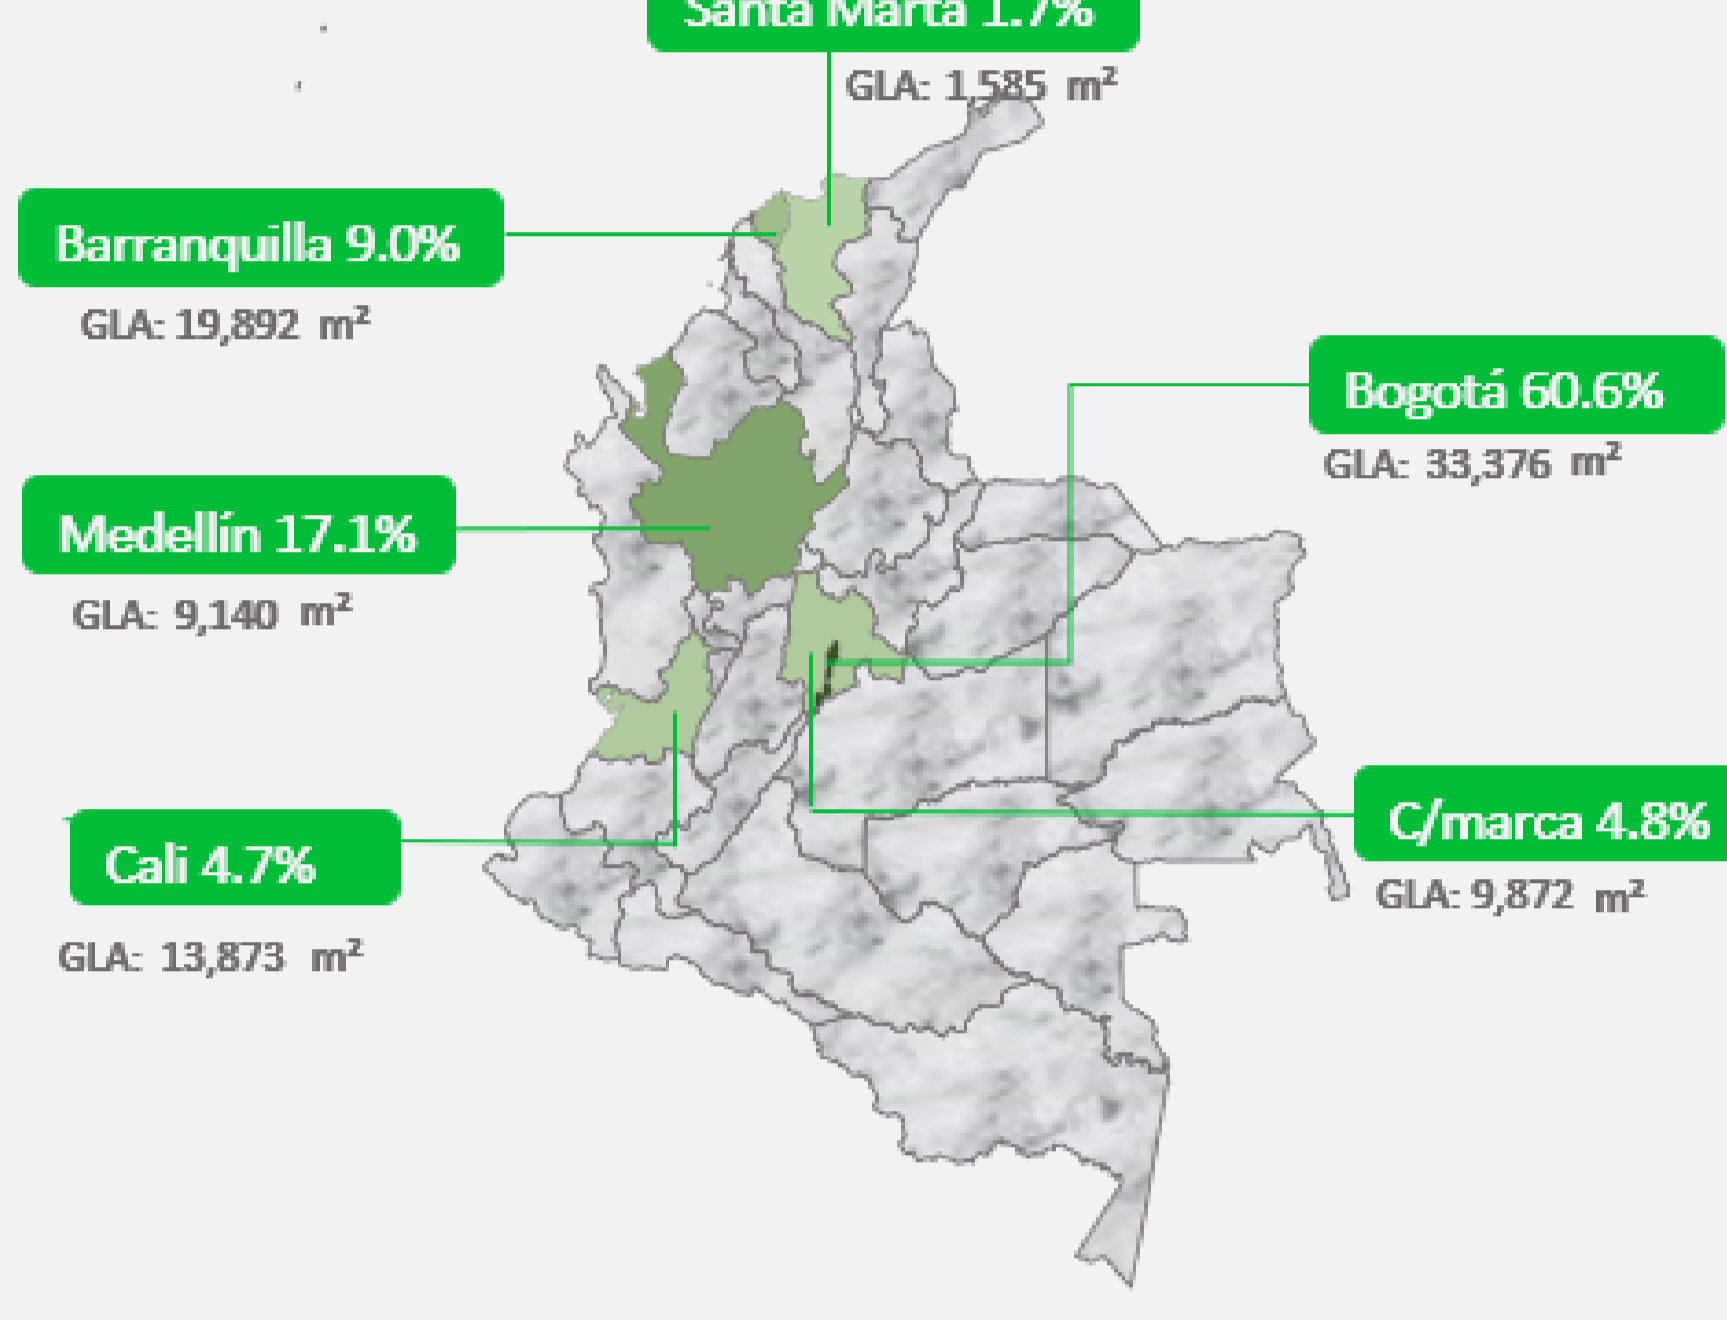 Santa Marta 1.7%
GLA: 1,585 m²
Barranquilla 9.0%
GLA: 19,892 m²
Bogotá 60.6%
GLA: 33,376 m²
Medellín 17.1%
GLA: 9,140 m²
C/marca 4.8%
GLA: 9,872 m²
Cali 4.7%
GLA: 13,873 m²